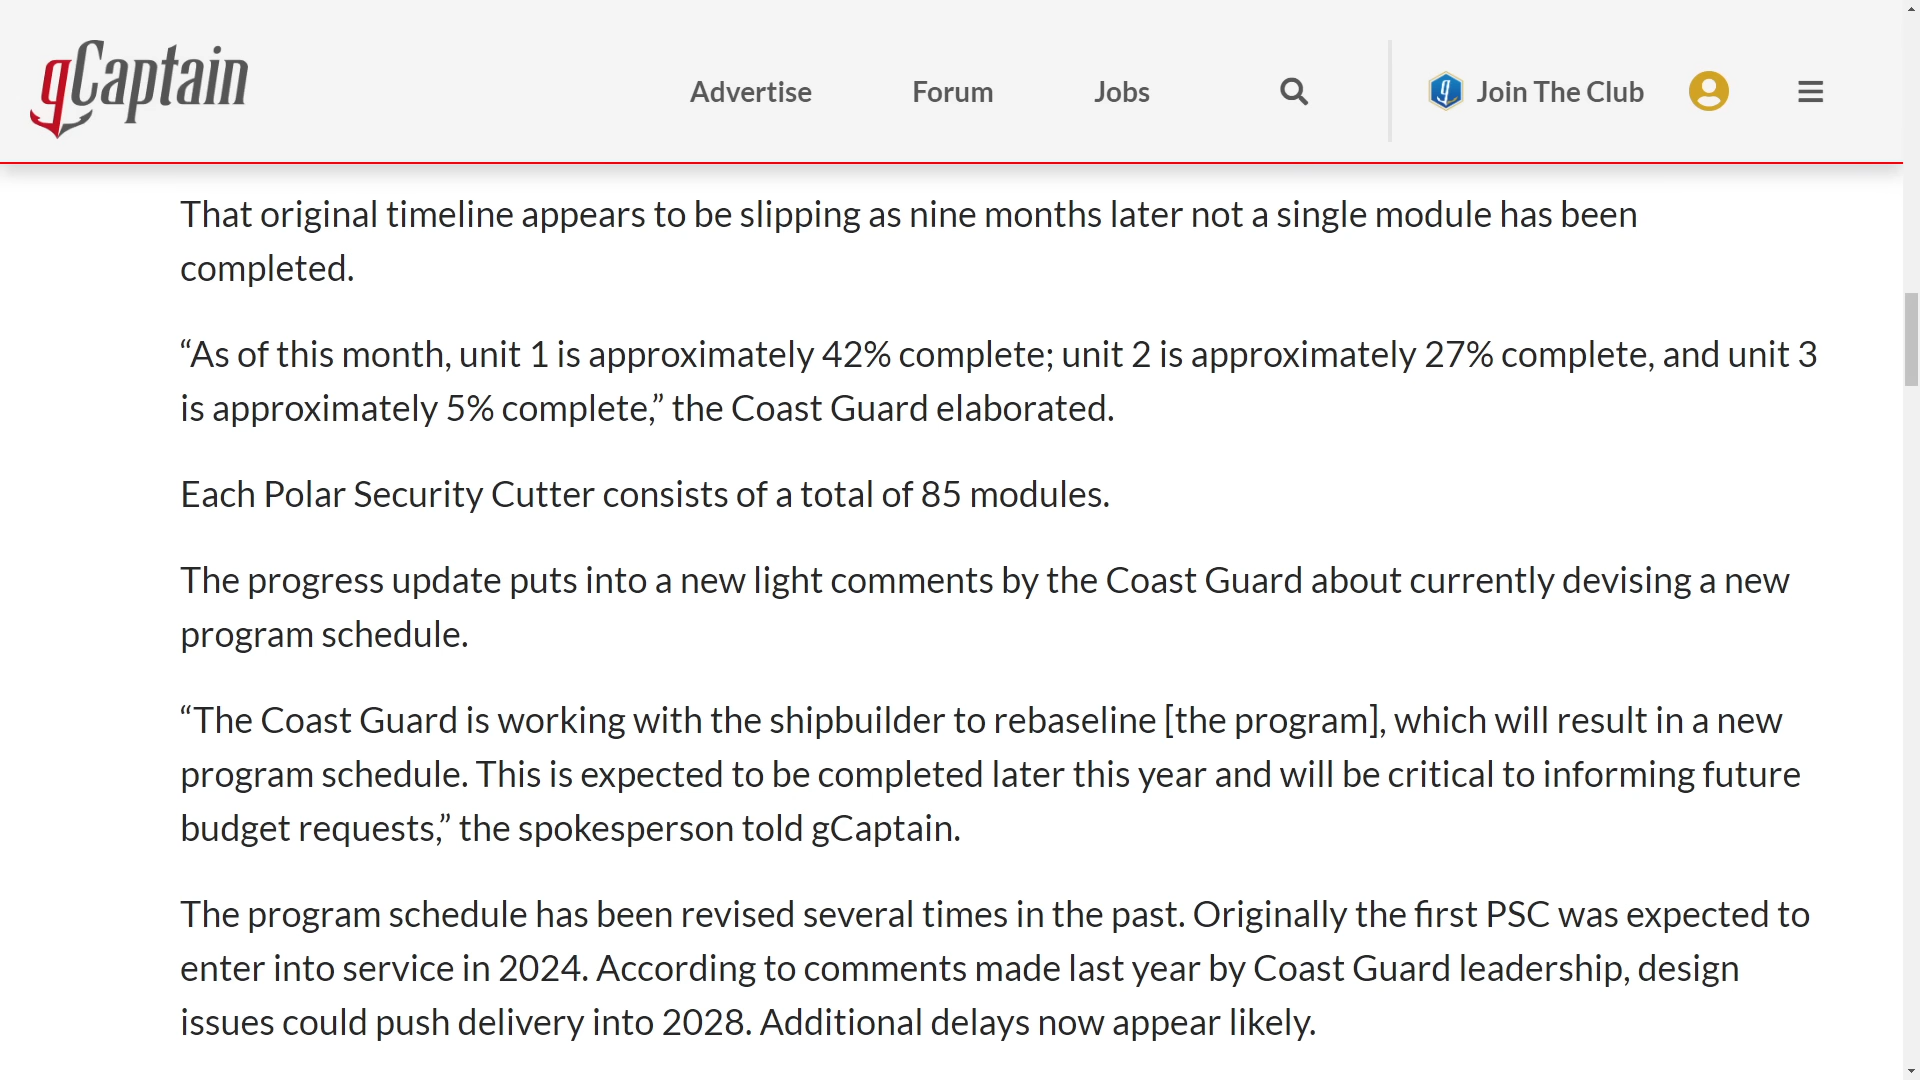 gCaptain
Advertise
Forum
Jobs
Join The Club
That original timeline appears to be slipping as nine months later not a single module has been
completed.
“As of this month, unit 1 is approximately 42% complete; unit 2 is approximately 27% complete, and unit 3
is approximately 5% complete,” the Coast Guard elaborated.
Each Polar Security Cutter consists of a total of 85 modules.
The progress update puts into a new light comments by the Coast Guard about currently devising a new
program schedule.
“The Coast Guard is working with the shipbuilder to rebaseline [the program], which will result in a new
program schedule. This is expected to be completed later this year and will be critical to informing future
budget requests,” the spokesperson told gCaptain.
The program schedule has been revised several times in the past. Originally the first PSC was expected to
enter into service in 2024. According to comments made last year by Coast Guard leadership, design
issues could push delivery into 2028. Additional delays now appear likely.